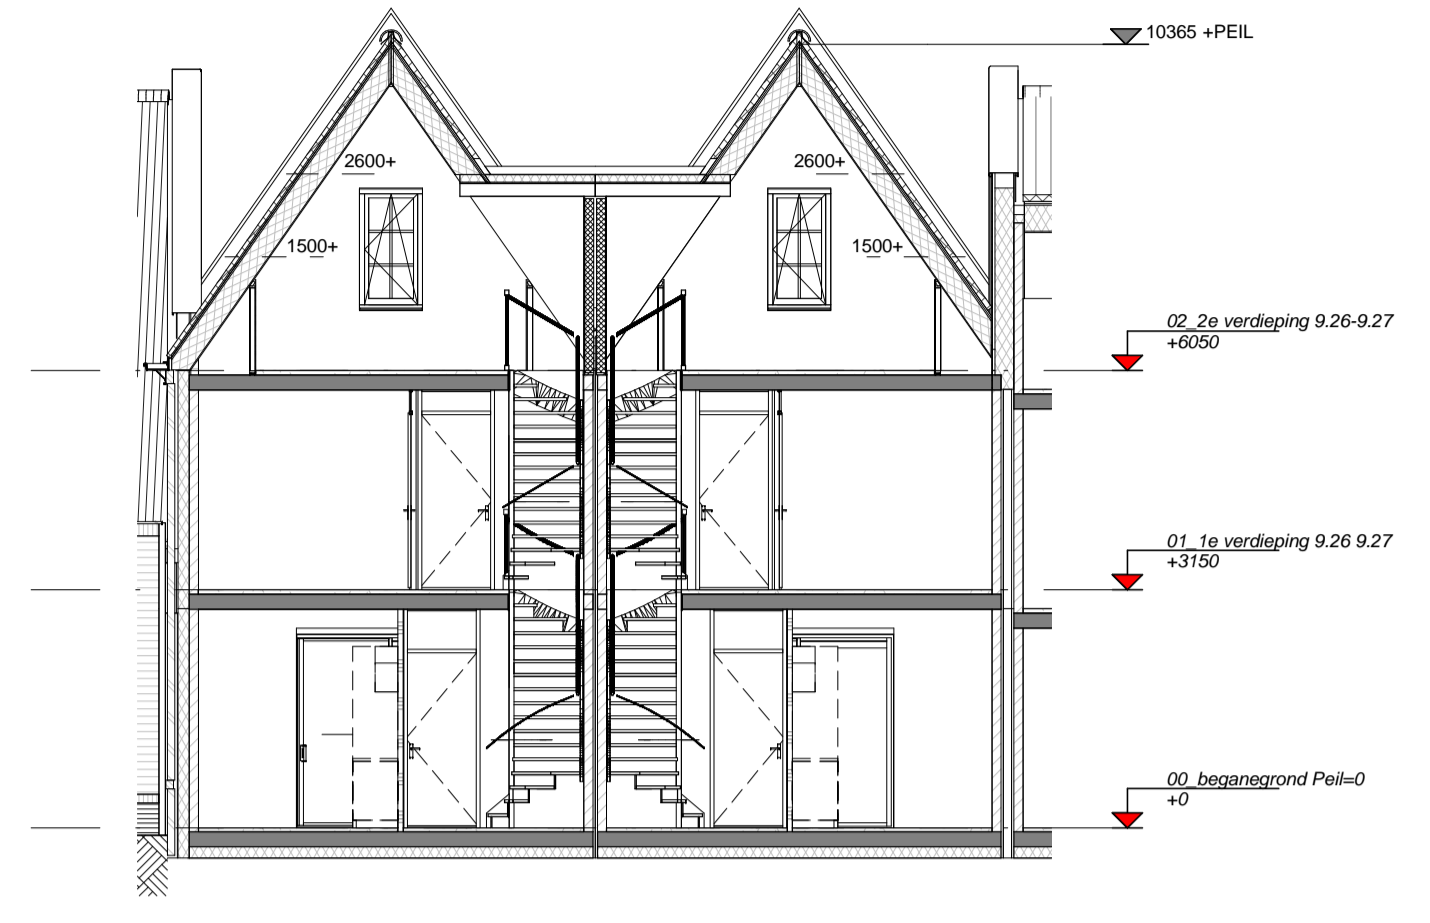 10365 +PEIL
2600+
2600+
1500+
1500+
02_2e verdieping 9.26-9.27
+6050
01_1e verdieping 9.26 9.27
+3150
00_beganegrond Peil=0
+0